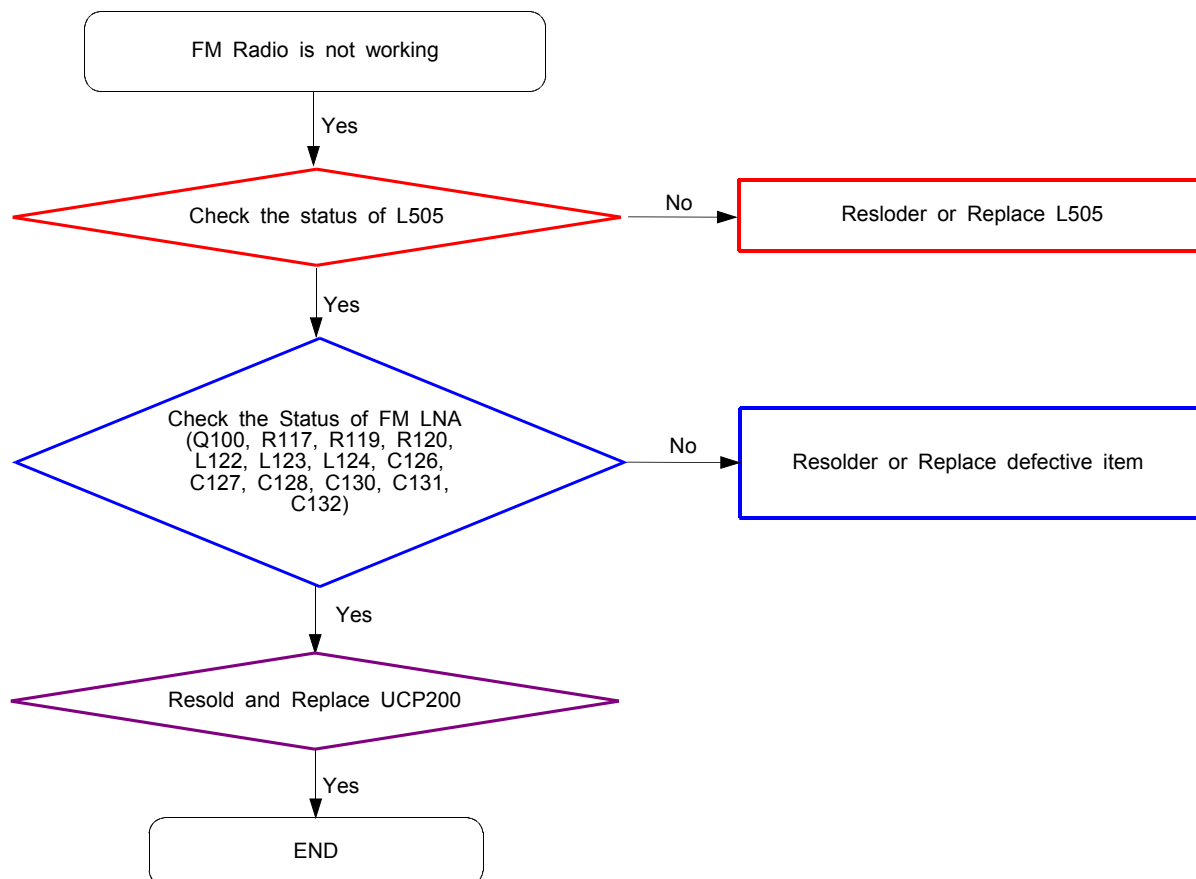 FM Radio is not working
Yes
Check the status of L505
No
Resloder or Replace L505
Yes
Check the Status of FM LNA
(Q100, R117, R119, R120,
L122, L123, L124, C126,
C127, C128, C130, C131,
C132)
No
Resolder or Replace defective item
Yes
Resold and Replace UCP200
Yes
END